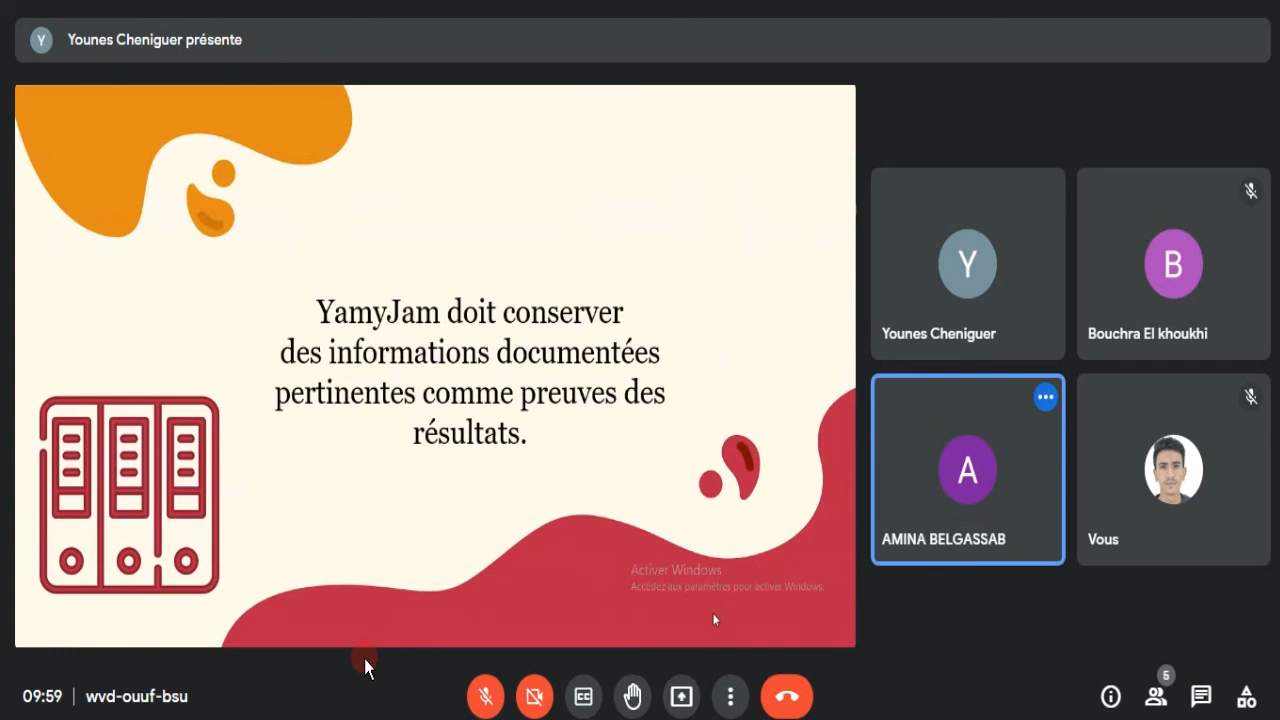 Y Younes Cheniguer présente
YamyJam doit conserver
des informations documentées
pertinentes comme preuves des
résultats.
Activer Windows
Accédez aux paramètres pour activer Windows.
Y
Younes Cheniguer
B
Bouchra El khoukhi
A
AMINA BELGASSAB
Vous
09:59 | wvd-ouuf-bsu
CC
5